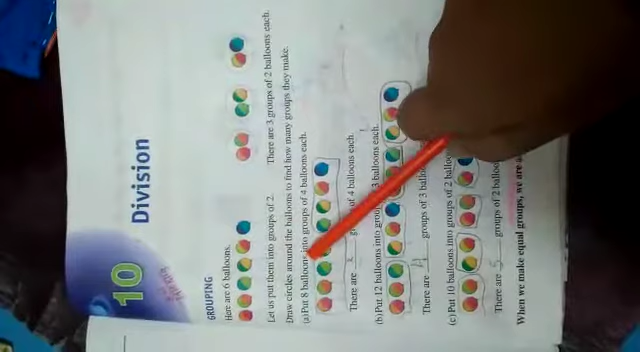 10
Division
GROUPING
Here are 6 balloons.
Let us put them into groups of 2.
There are 3 groups of 2 balloons each.
Draw circles around the balloons to find how many groups they make.
(a) Put 8 balloons into groups of 4 balloons each.
There are groups of 4 balloons each.
(b) Put 12 balloons into groups 3 balloons each.
There are 4 groups of 3
(c) Put 10 balloons into groups of 2
There are 5 groups of 2
When we make equal groups, we are